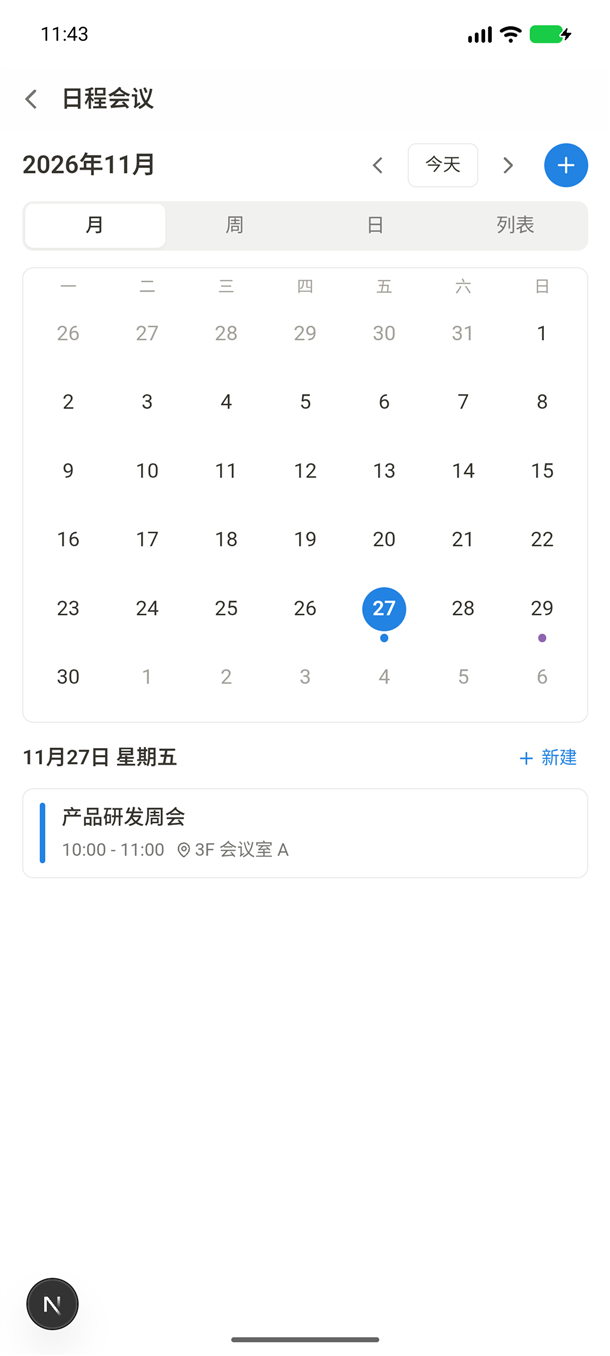 11:43
日程会议
2026年11月
今天
月 周 日 列表
一 二 三 四 五 六 日
26 27 28 29 30 31 1
2 3 4 5 6 7 8
9 10 11 12 13 14 15
16 17 18 19 20 21 22
23 24 25 26 27 28 29
30 1 2 3 4 5 6
11月27日 星期五
+ 新建
产品研发周会
10:00 - 11:00 3F 会议室 A
N